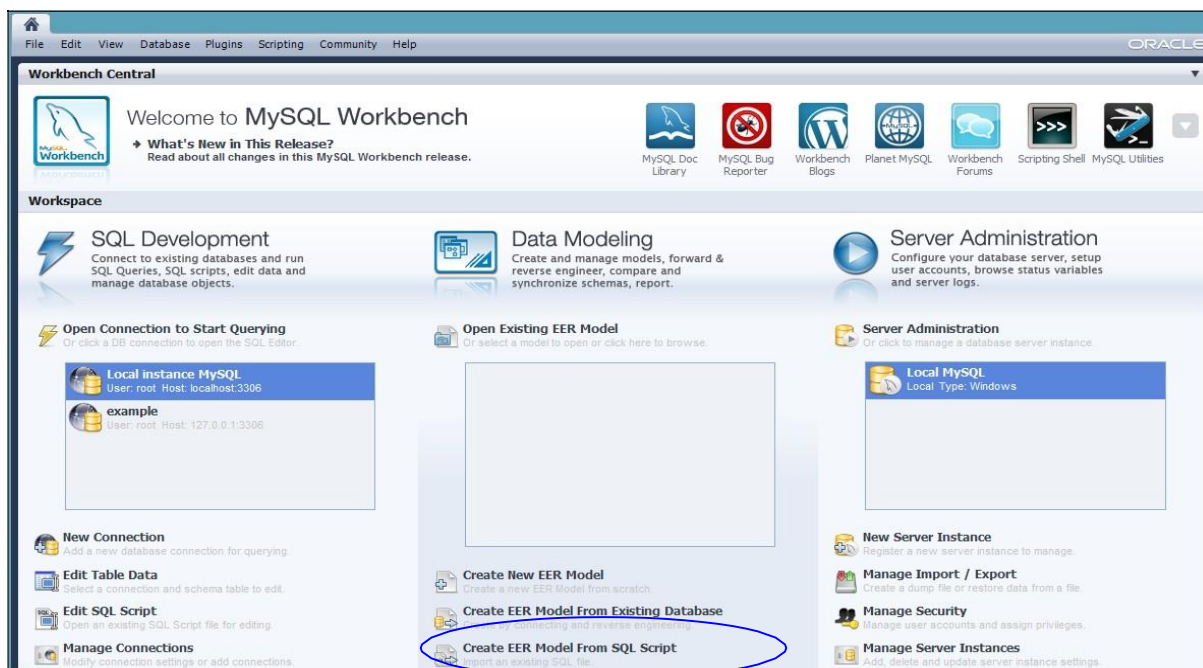 File Edit View Database Plugins Scripting Community Help
ORACLE
Workbench Central
MySQL
Workbench
Welcome to MySQL Workbench
What's New in This Release?
Read about all changes in this MySQL Workbench release.
MySQL Doc
Library
MySQL Bug
Reporter
Workbench
Blogs
Planet MySQL
Workbench
Forums
>>>
Scripting Shell
MySQL Utilities
Workspace
SQL Development
Connect to existing databases and run
SQL Queries, SQL scripts, edit data and
manage database objects.
Open Connection to Start Querying
Or click a DB connection to open the SQL Editor.
Local instance MySQL
User: root Host: localhost:3306
example
User: root Host: 127.0.0.1:3306
New Connection
Add a new database connection for querying.
Edit Table Data
Select a connection and schema table to edit.
Edit SQL Script
Open an existing SQL Script file for editing.
Manage Connections
Modify connection settings or add connections.
Data Modeling
Create and manage models, forward &
reverse engineer, compare and
synchronize schemas, report.
Open Existing EER Model
Or select a model to open or click here to browse.
Create New EER Model
Create a new EER Model from scratch.
Create EER Model From Existing Database
Create by connecting and reverse engineering.
Create EER Model From SQL Script
Import an existing SQL file.
Server Administration
Configure your database server, setup
user accounts, browse status variables
and server logs.
Server Administration
Or click to manage a database server instance.
Local MySQL
Local Type: Windows
New Server Instance
Register a new server instance to manage.
Manage Import / Export
Create a dump file or restore data from a file.
Manage Security
Manage user accounts and assign privileges.
Manage Server Instances
Add, delete and update server instance settings.